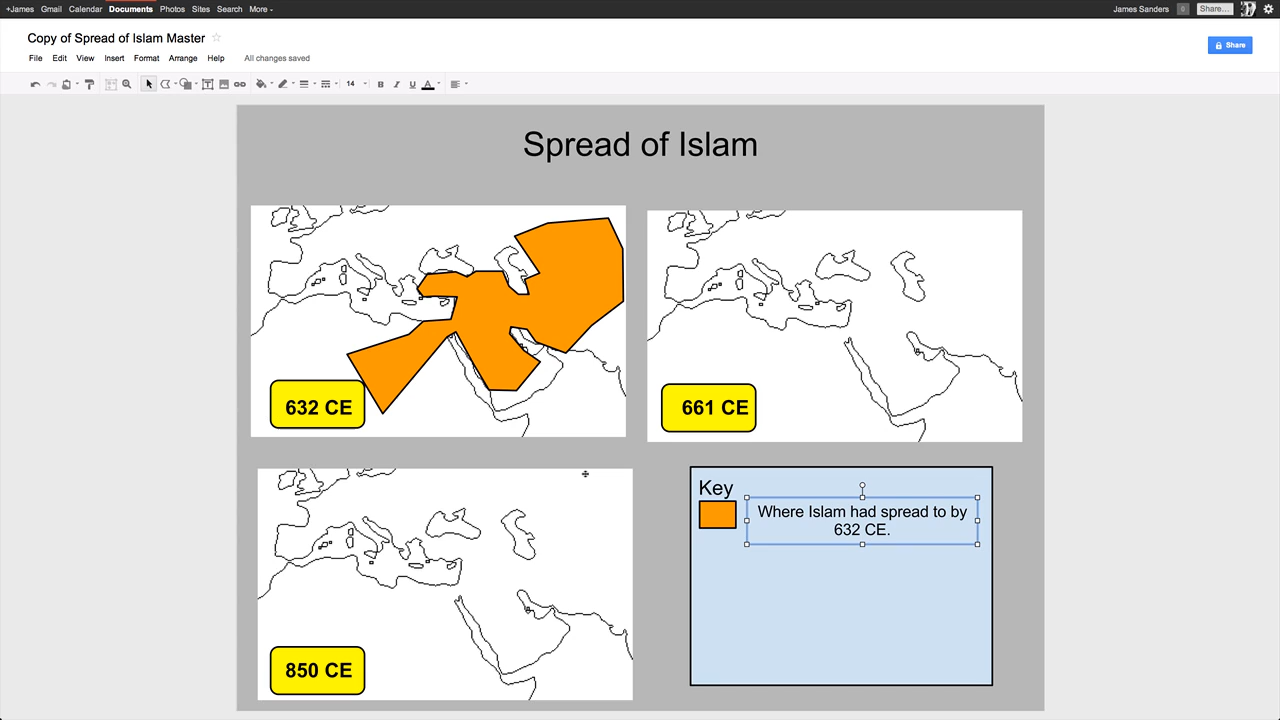 +James Gmail Calendar Documents Photos Sites Search More
James Sanders 0 Share...
Copy of Spread of Islam Master
Share
File Edit View Insert Format Arrange Help All changes saved
14 B I U A
Spread of Islam
632 CE
661 CE
850 CE
Key
Where Islam had spread to by
632 CE.